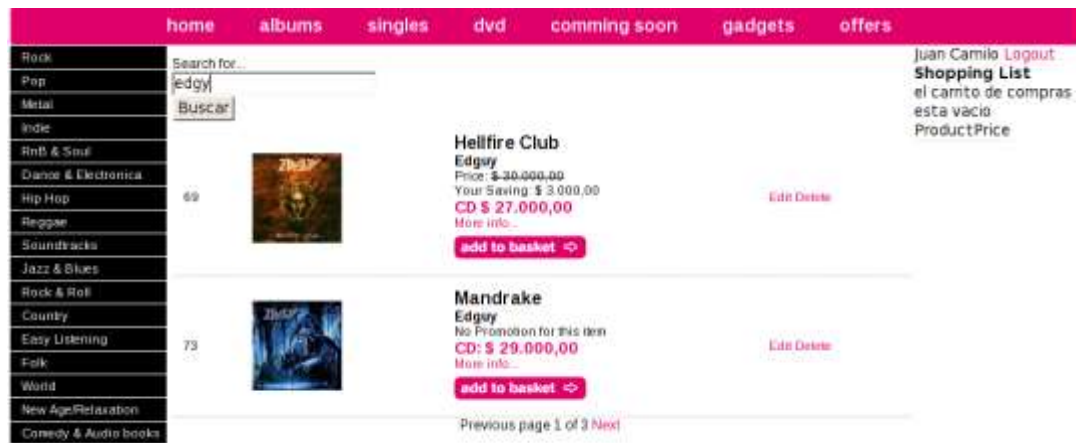 home albums singles dvd comming soon gadgets offers
Rock
Pop
Metal
Indie
RnB & Soul
Dance & Electronica
Hip Hop
Reggae
Soundtracks
Jazz & Blues
Rock & Roll
Country
Easy Listening
Folk
World
New Age/Relaxation
Comedy & Audio books
Search for...
edgy
Buscar
69
Hellfire Club
Edguy
Price: $ 30.000,00
Your Saving: $ 3.000,00
CD $ 27.000,00
More info...
add to basket ➪
Edit Delete
73
Mandrake
Edguy
No Promotion for this item
CD: $ 29.000,00
More info...
add to basket ➪
Edit Delete
Previous page 1 of 3 Next
Juan Camilo Logout
Shopping List
el carrito de compras
esta vacio
ProductPrice